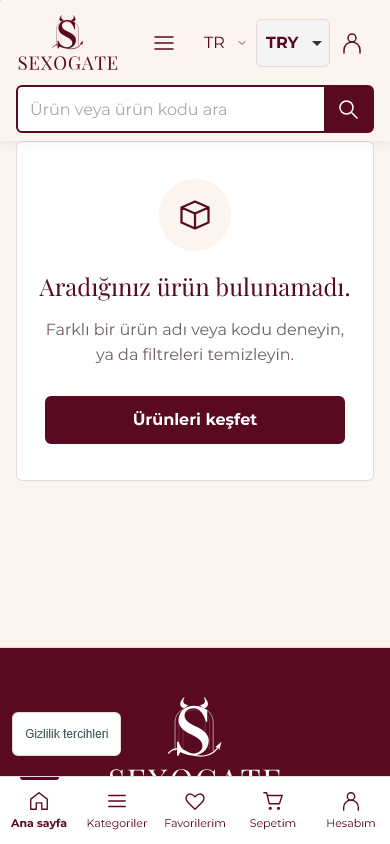 SEXOGATE
TR
TRY
Ürün veya ürün kodu ara
Aradığınız ürün bulunamadı.
Farklı bir ürün adı veya kodu deneyin,
ya da filtreleri temizleyin.
Ürünleri keşfet
Gizlilik tercihleri
SEXOGATE
Ana sayfa
Kategoriler
Favorilerim
Sepetim
Hesabım